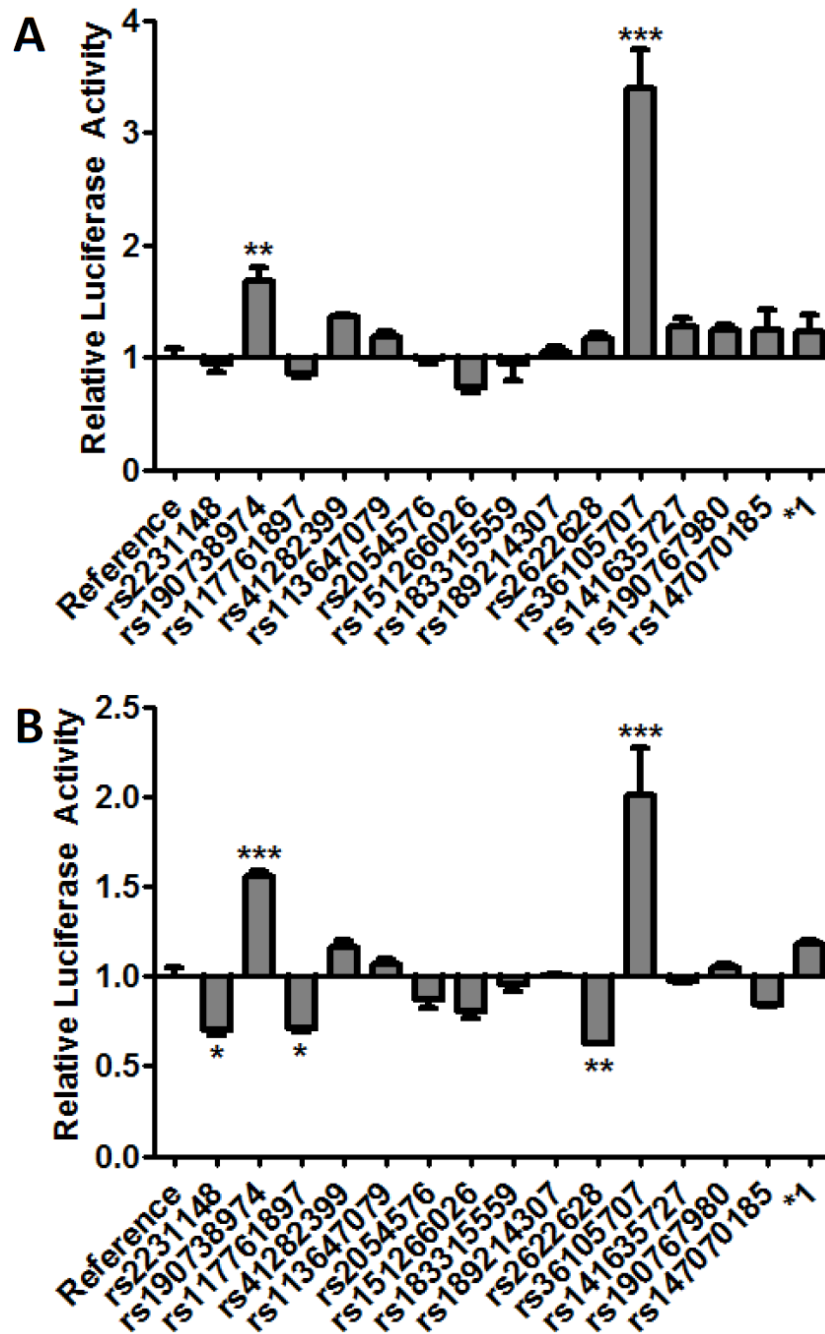 A
Relative Luciferase Activity
4
3
2
1
0
**
***
Reference
rs2231148
rs190738974
rs117761897
rs41282399
rs113647079
rs2054576
rs151266026
rs183315559
rs189214307
rs2622628
rs36105707
rs141635727
rs190767980
rs147070185
*1
B
Relative Luciferase Activity
2.5
2.0
1.5
1.0
0.5
0.0
*
***
*
**
***
Reference
rs2231148
rs190738974
rs117761897
rs41282399
rs113647079
rs2054576
rs151266026
rs183315559
rs189214307
rs2622628
rs36105707
rs141635727
rs190767980
rs147070185
*1